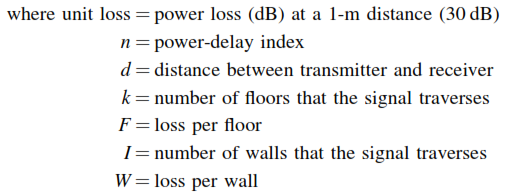 where unit loss = power loss (dB) at a 1-m distance (30 dB)
n = power-delay index
d = distance between transmitter and receiver
k = number of floors that the signal traverses
F = loss per floor
I = number of walls that the signal traverses
W = loss per wall